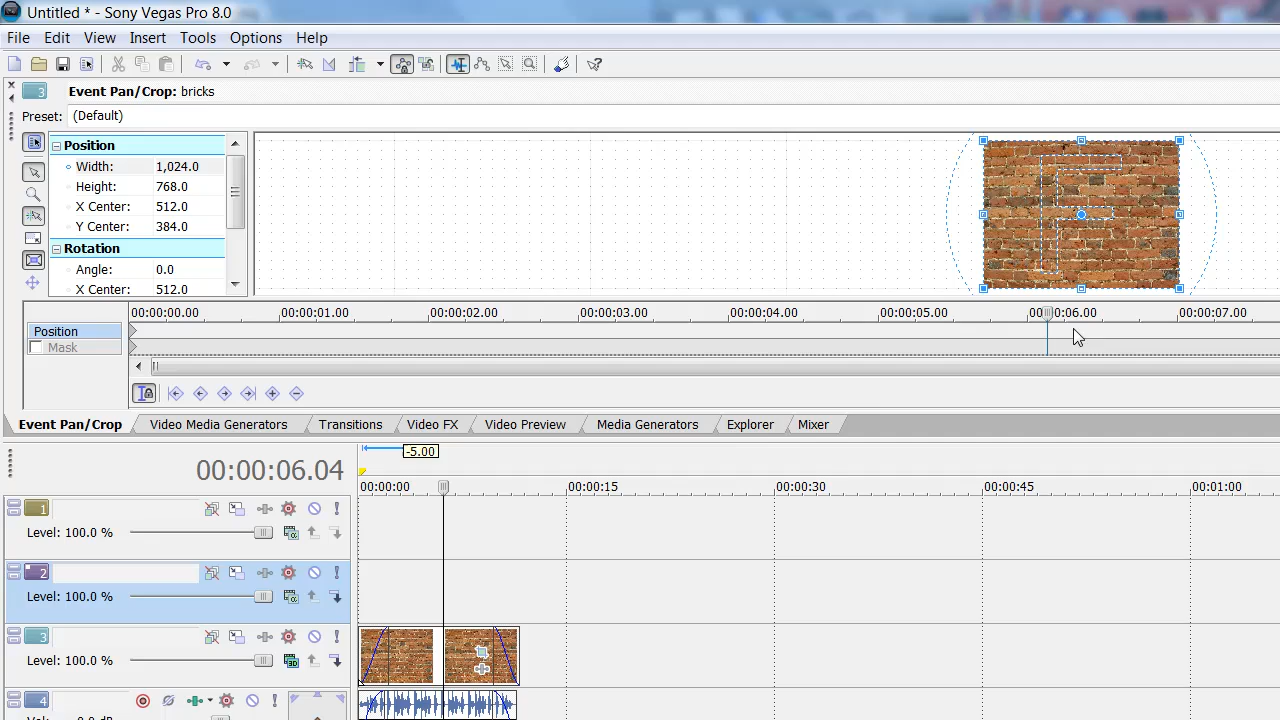 Untitled * - Sony Vegas Pro 8.0
File Edit View Insert Tools Options Help
3 Event Pan/Crop: bricks
Preset: (Default)
Position
Width: 1,024.0
Height: 768.0
X Center: 512.0
Y Center: 384.0
Rotation
Angle: 0.0
X Center: 512.0
F
00:00:00.00 00:00:01.00 00:00:02.00 00:00:03.00 00:00:04.00 00:00:05.00 00:00:06.00 00:00:07.00
Position
Mask
Event Pan/Crop Video Media Generators Transitions Video FX Video Preview Media Generators Explorer Mixer
-5.00
00:00:06.04
00:00:00 00:00:15 00:00:30 00:00:45 00:01:00
1
Level: 100.0 %
2
Level: 100.0 %
3
Level: 100.0 %
4